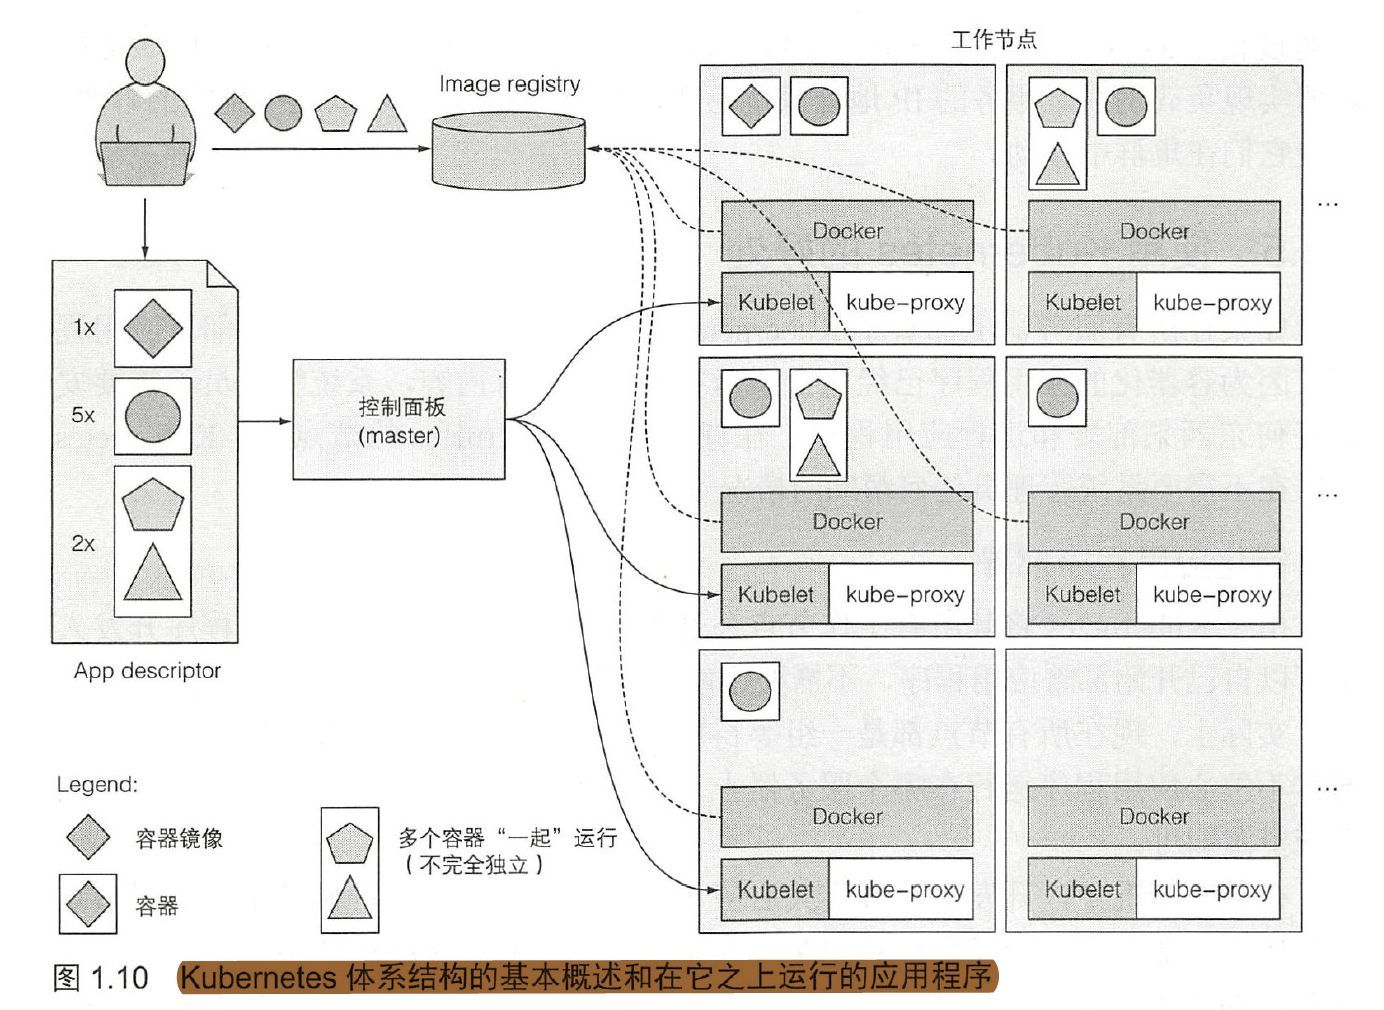 工作节点
Image registry
Docker
Kubelet
kube-proxy
Docker
Kubelet
kube-proxy
...
1x
5x
2x
App descriptor
控制面板
(master)
Docker
Kubelet
kube-proxy
Docker
Kubelet
kube-proxy
...
Docker
Kubelet
kube-proxy
Docker
Kubelet
kube-proxy
...
Legend:
容器镜像
容器
多个容器“一起”运行
(不完全独立)
图 1.10 Kubernetes 体系结构的基本概述和在它之上运行的应用程序